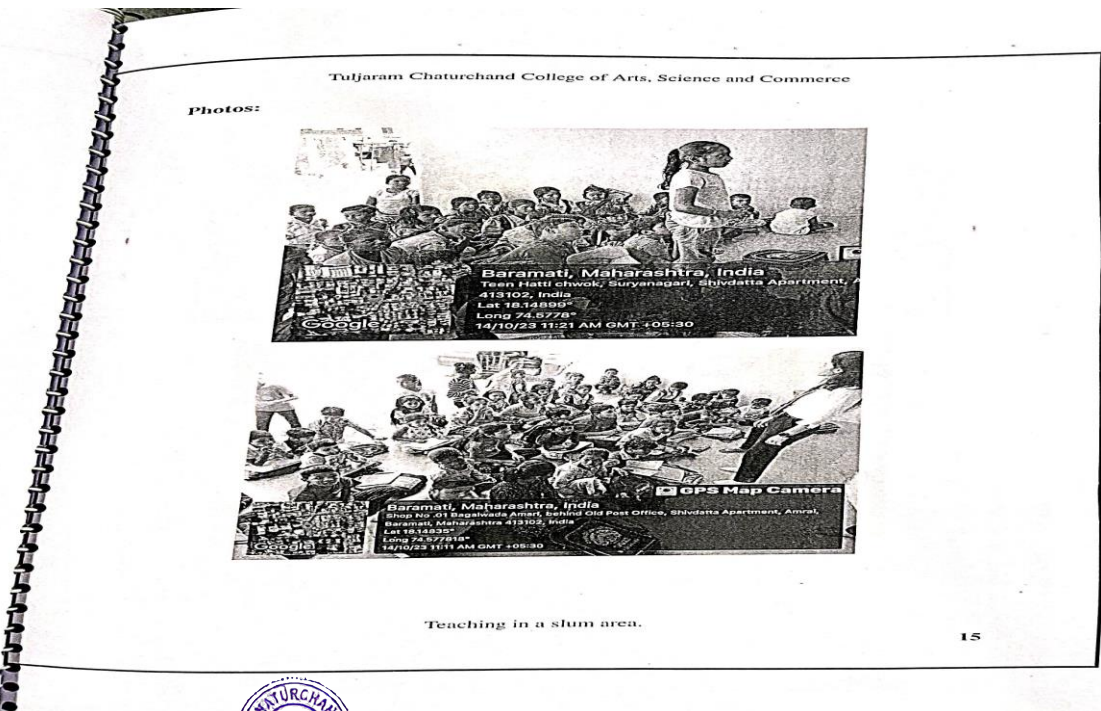 Tuljaram Chaturchand College of Arts, Science and Commerce
Photos:
Baramati, Maharashtra, India
Teen Hatti chwok, Suryanagari, Shivdatta Apartment, A
413102, India
Lat 18.14899°
Long 74.5778°
14/10/23 11:21 AM GMT +05:30
Google
GPS Map Camera
Baramati, Maharashtra, India
Shop No .01 Bagalwada Amari, behind Old Post Office, Shivdatta Apartment, Amrai,
Baramati, Maharashtra 413102, India
Lat 18.14835°
Long 74.577818°
14/10/23 11:11 AM GMT +05:30
Google
Teaching in a slum area.
15
ATURCHAN